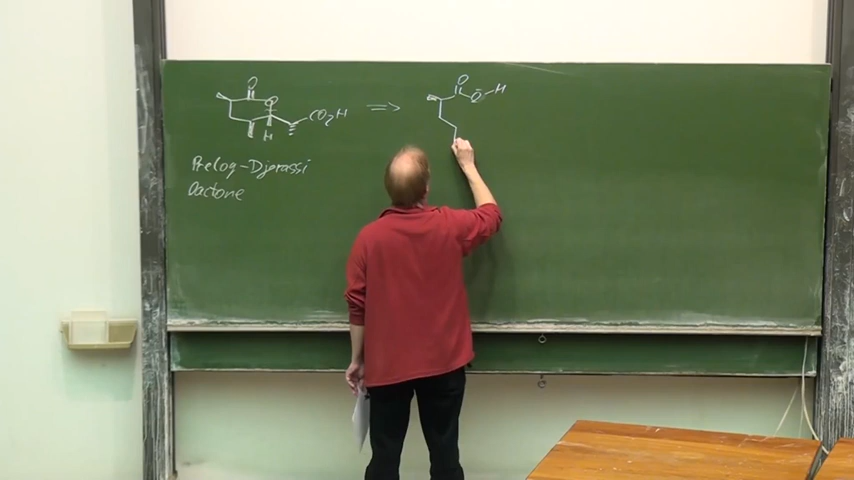 O
O
CO2H
H
Prelog-Djerassi
Lactone
⇒
O
O-H